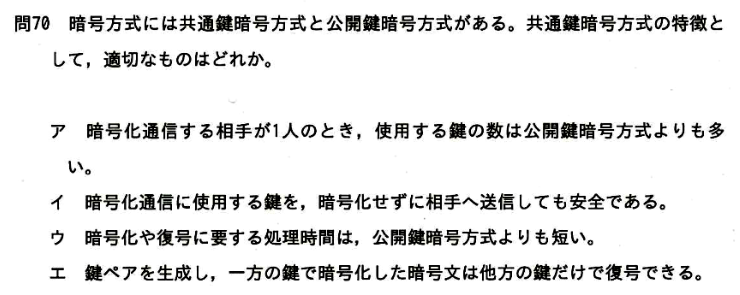 問70 暗号方式には共通鍵暗号方式と公開鍵暗号方式がある。共通鍵暗号方式の特徴と
して，適切なものはどれか。
ア 暗号化通信する相手が1人のとき，使用する鍵の数は公開鍵暗号方式よりも多
い。
イ 暗号化通信に使用する鍵を，暗号化せずに相手へ送信しても安全である。
ウ 暗号化や復号に要する処理時間は，公開鍵暗号方式よりも短い。
エ 鍵ペアを生成し，一方の鍵で暗号化した暗号文は他方の鍵だけで復号できる。